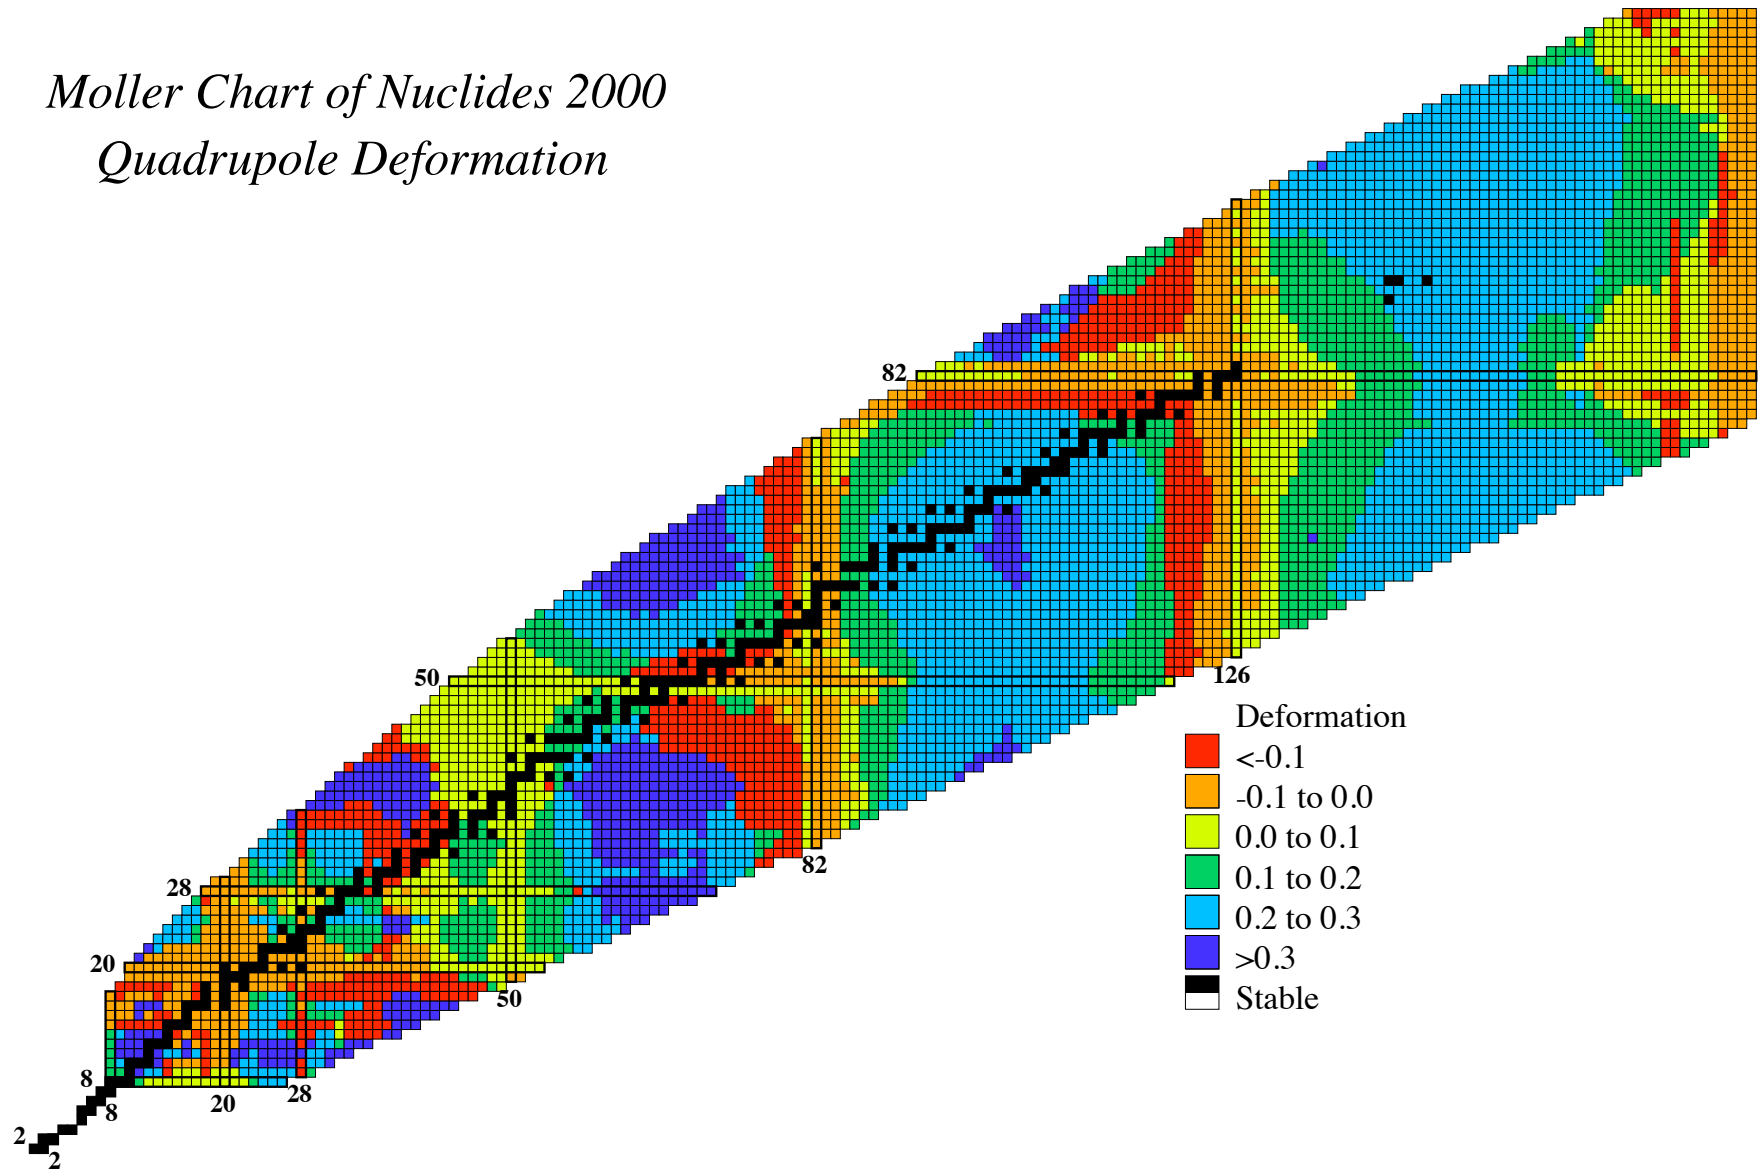 Moller Chart of Nuclides 2000
Quadrupole Deformation
82
50
126
Deformation
<-0.1
-0.1 to 0.0
0.0 to 0.1
82
0.1 to 0.2
28
0.2 to 0.3
20
>0.3
50
Stable
8
28
20
8
2
2